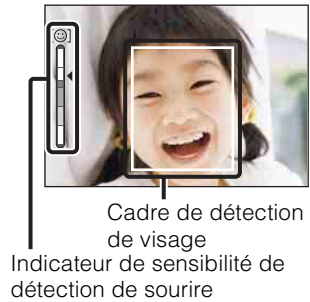 Cadre de détection
de visage
Indicateur de sensibilité de
détection de sourire